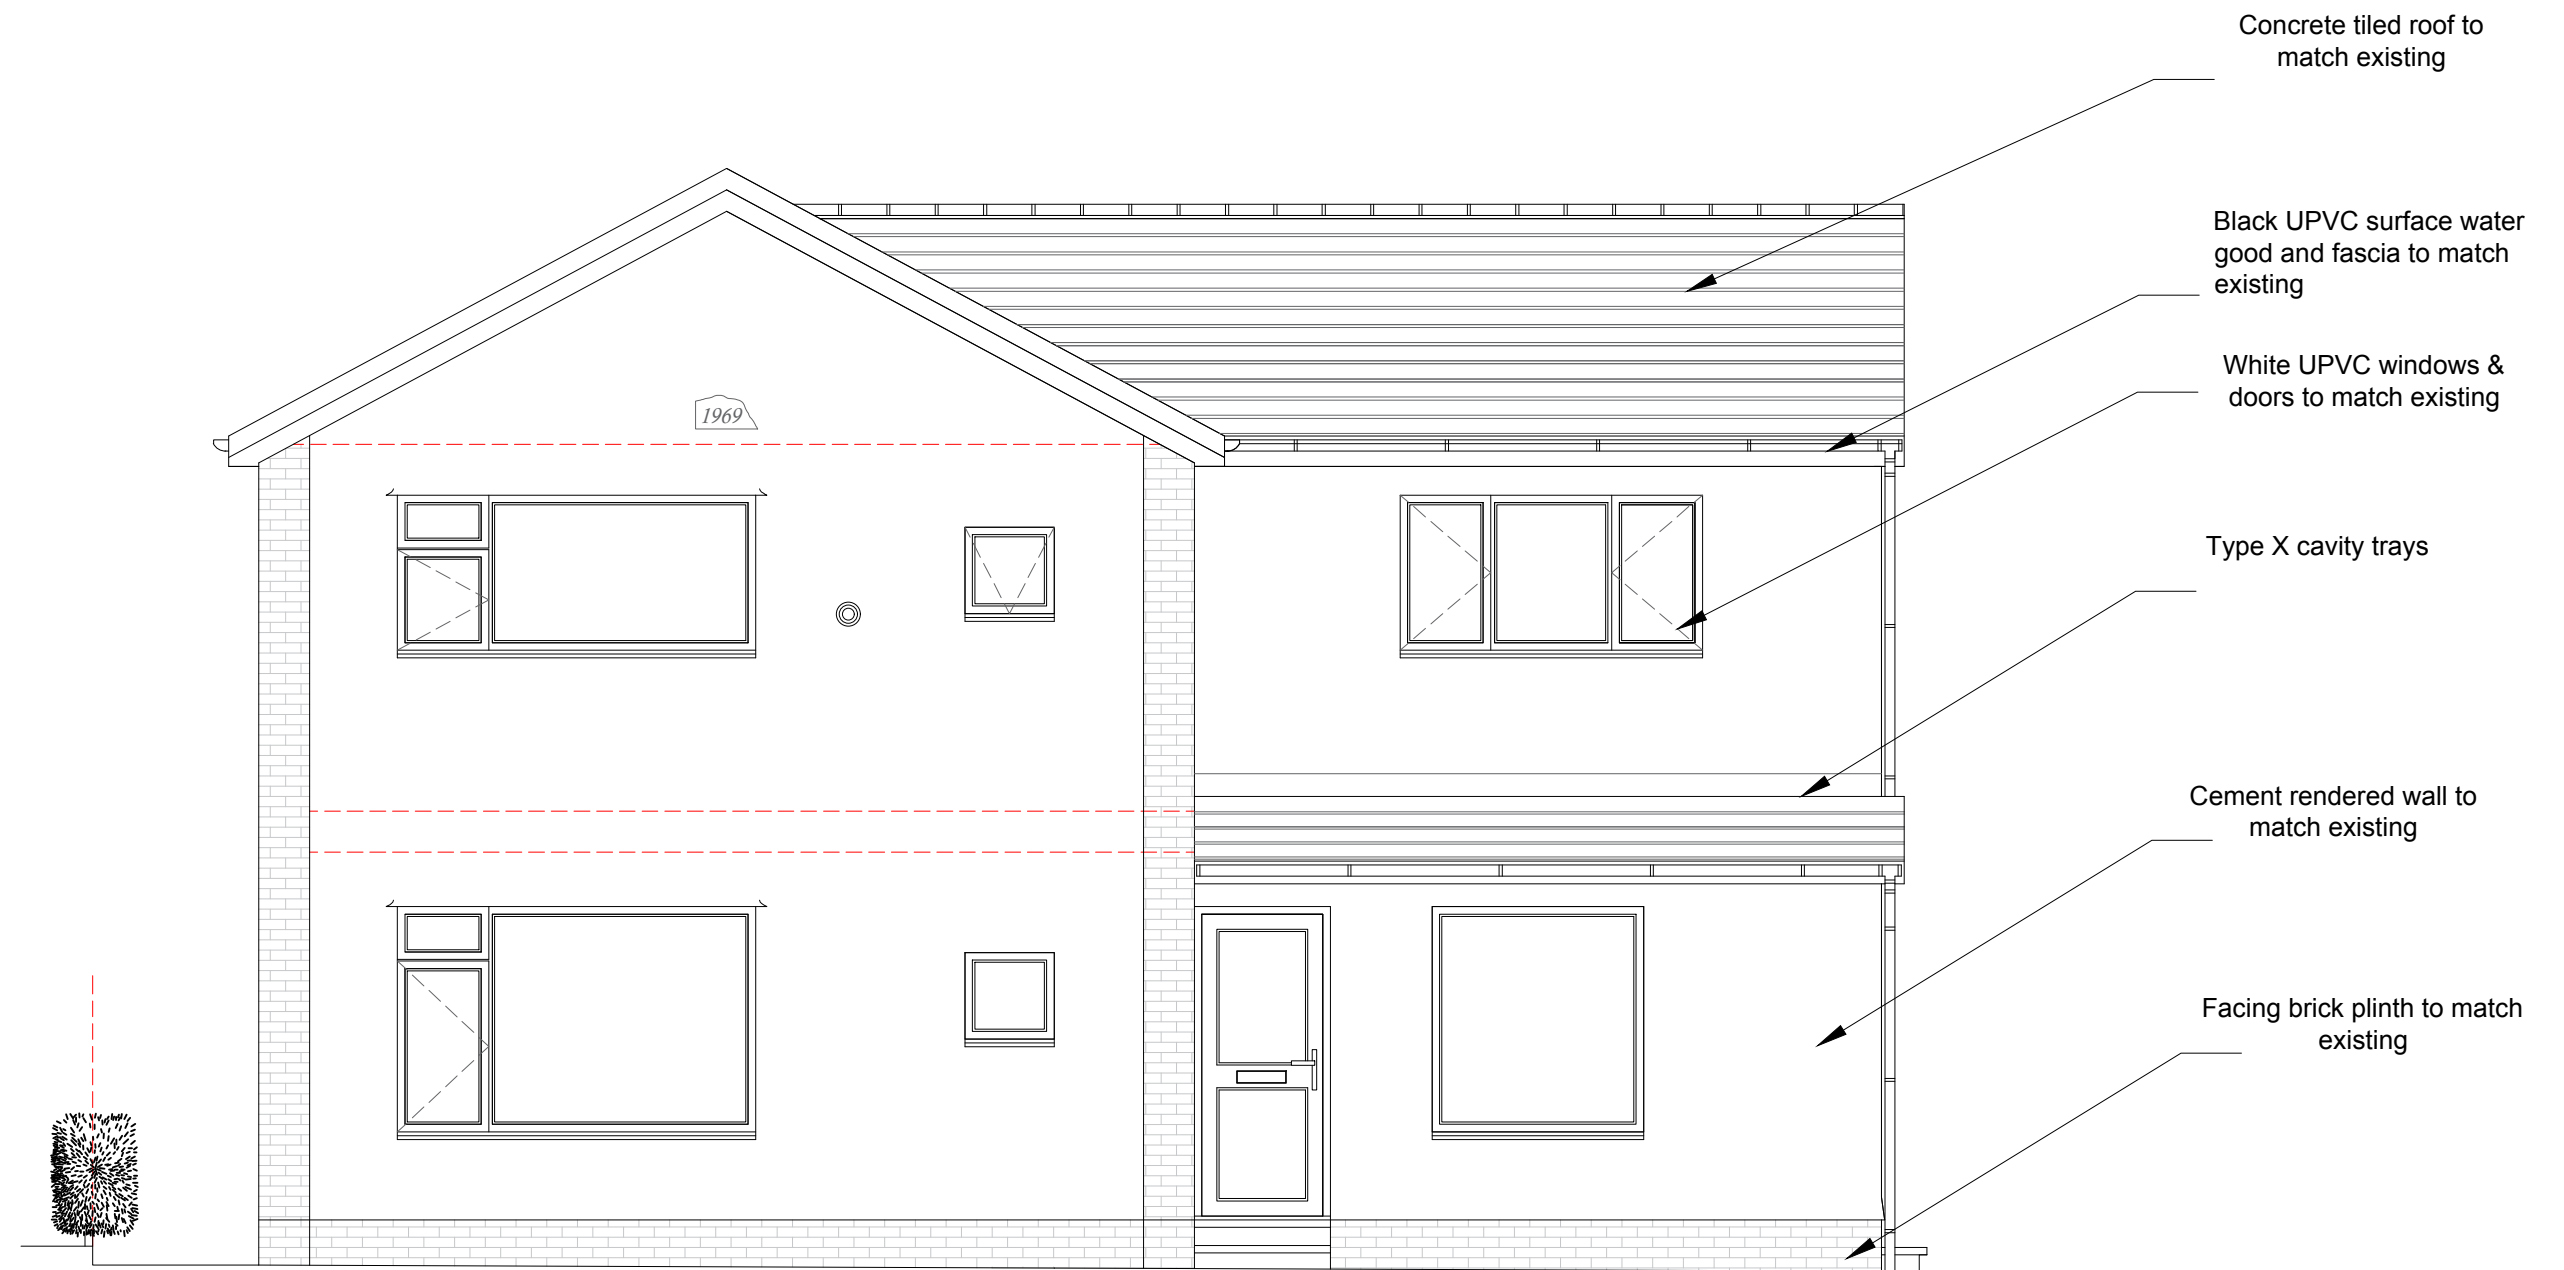 Concrete tiled roof to
match existing
Black UPVC surface water
good and fascia to match
existing
White UPVC windows &
doors to match existing
1969
Type X cavity trays
Cement rendered wall to
match existing
Facing brick plinth to match
existing